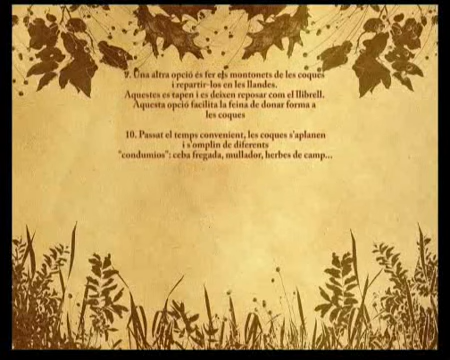 9. Una altra opció és fer els montonets de les coques
i repartir-los en les llandes.
Aquestes es tapen i es deixen reposar com el llibrell.
Aquesta opció facilita la feina de donar forma a
les coques
10. Passat el temps convenient, les coques s'aplanen
i s'omplin de diferents
"condumios": ceba fregada, mullador, herbes de camp...